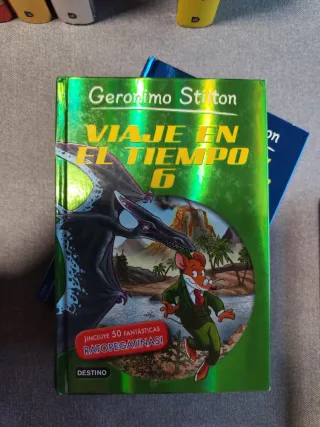 Geronimo Stilton
VIAJE EN
EL TIEMPO
6
¡INCLUYE 50 FANTÁSTICAS
RATOPEGATINAS!
DESTINO